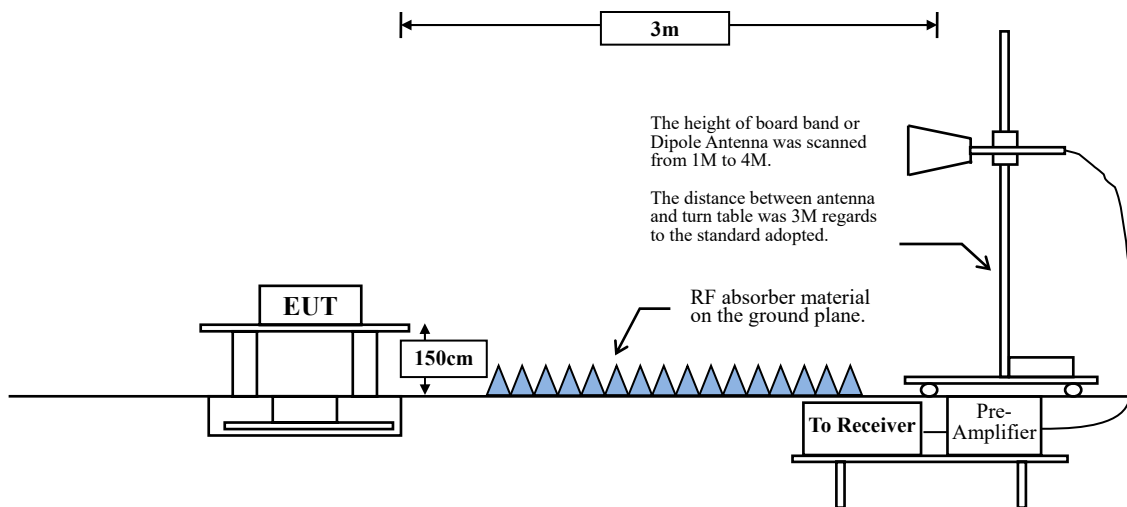 3m
The height of board band or
Dipole Antenna was scanned
from 1M to 4M.
The distance between antenna
and turn table was 3M regards
to the standard adopted.
EUT
RF absorber material
on the ground plane.
150cm
To Receiver
Pre-
Amplifier